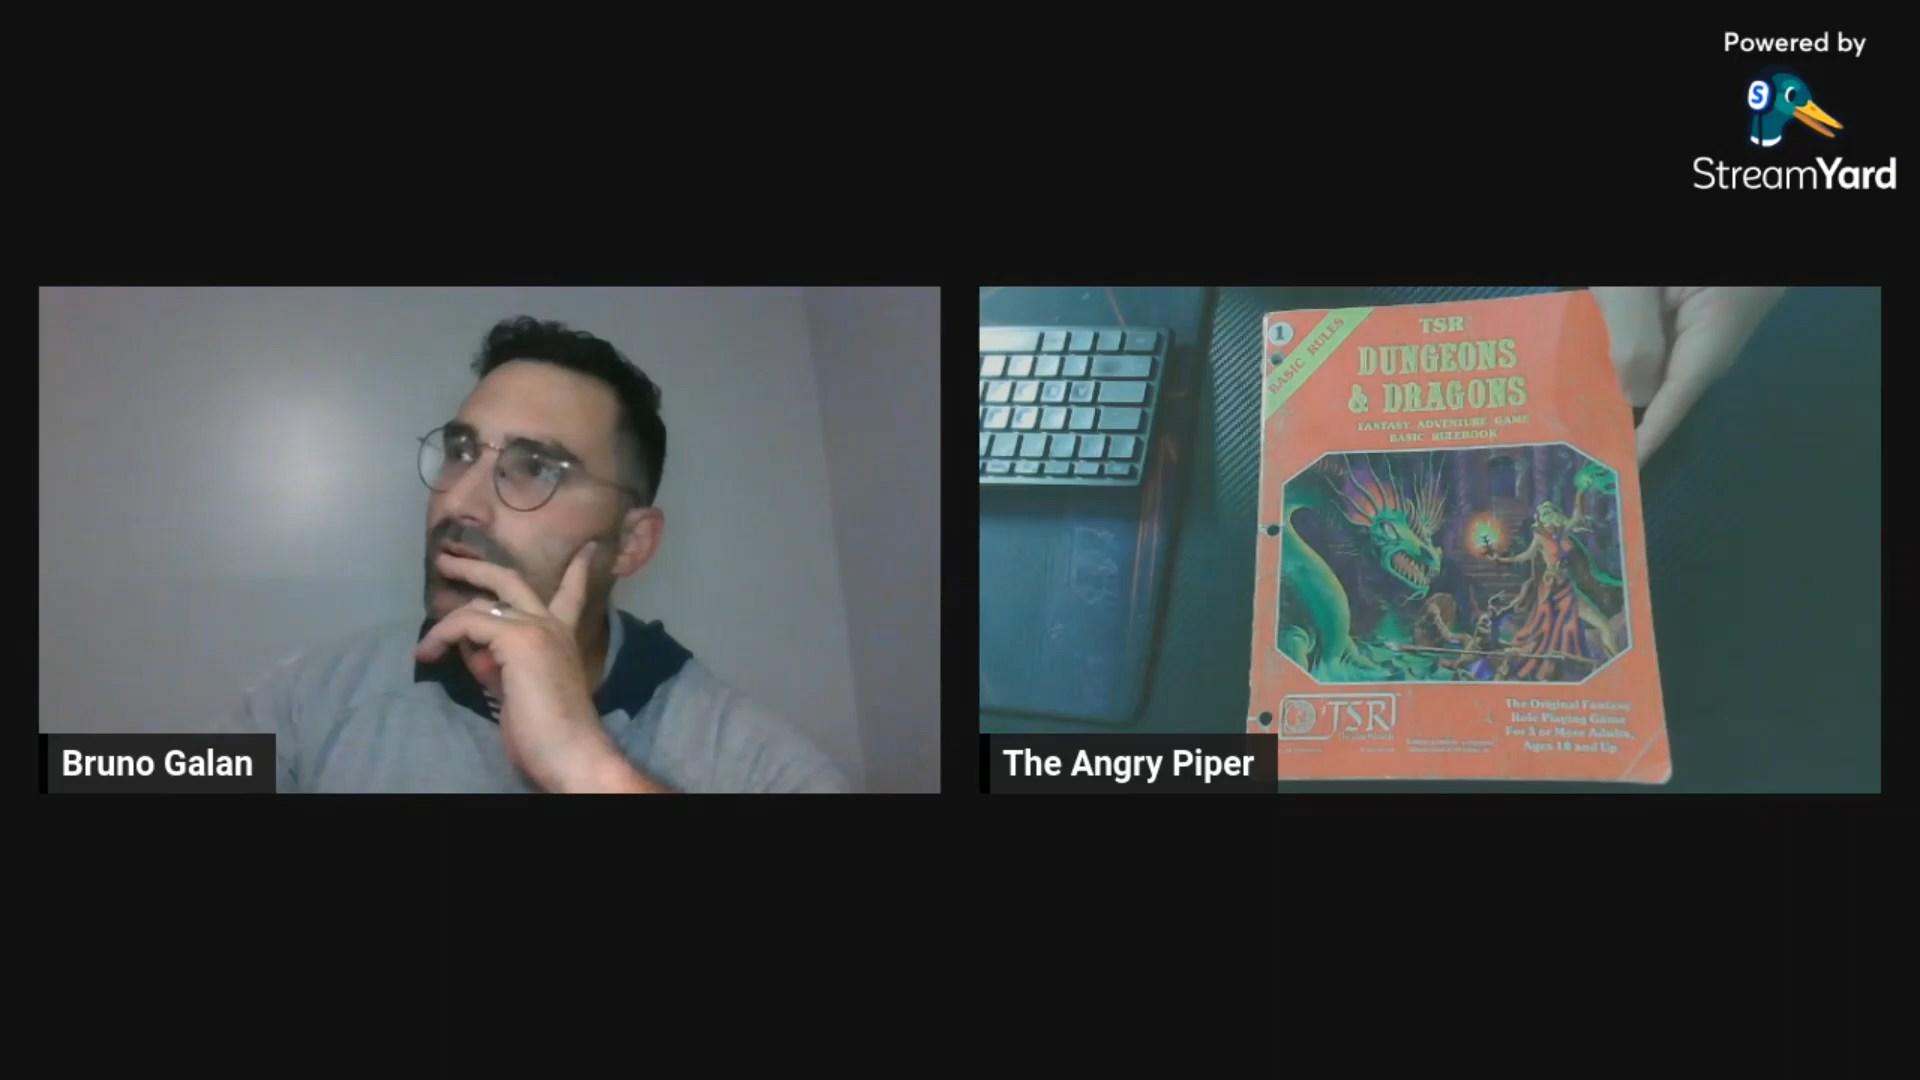 Powered by
S
StreamYard
1
BASIC RULES
TSR
DUNGEONS
& DRAGONS
FANTASY ADVENTURE GAME
BASIC RULEBOOK
TSR
The Original Fantasy
Role Playing Game
For 3 or More Adults,
Ages 10 and Up
Bruno Galan
The Angry Piper